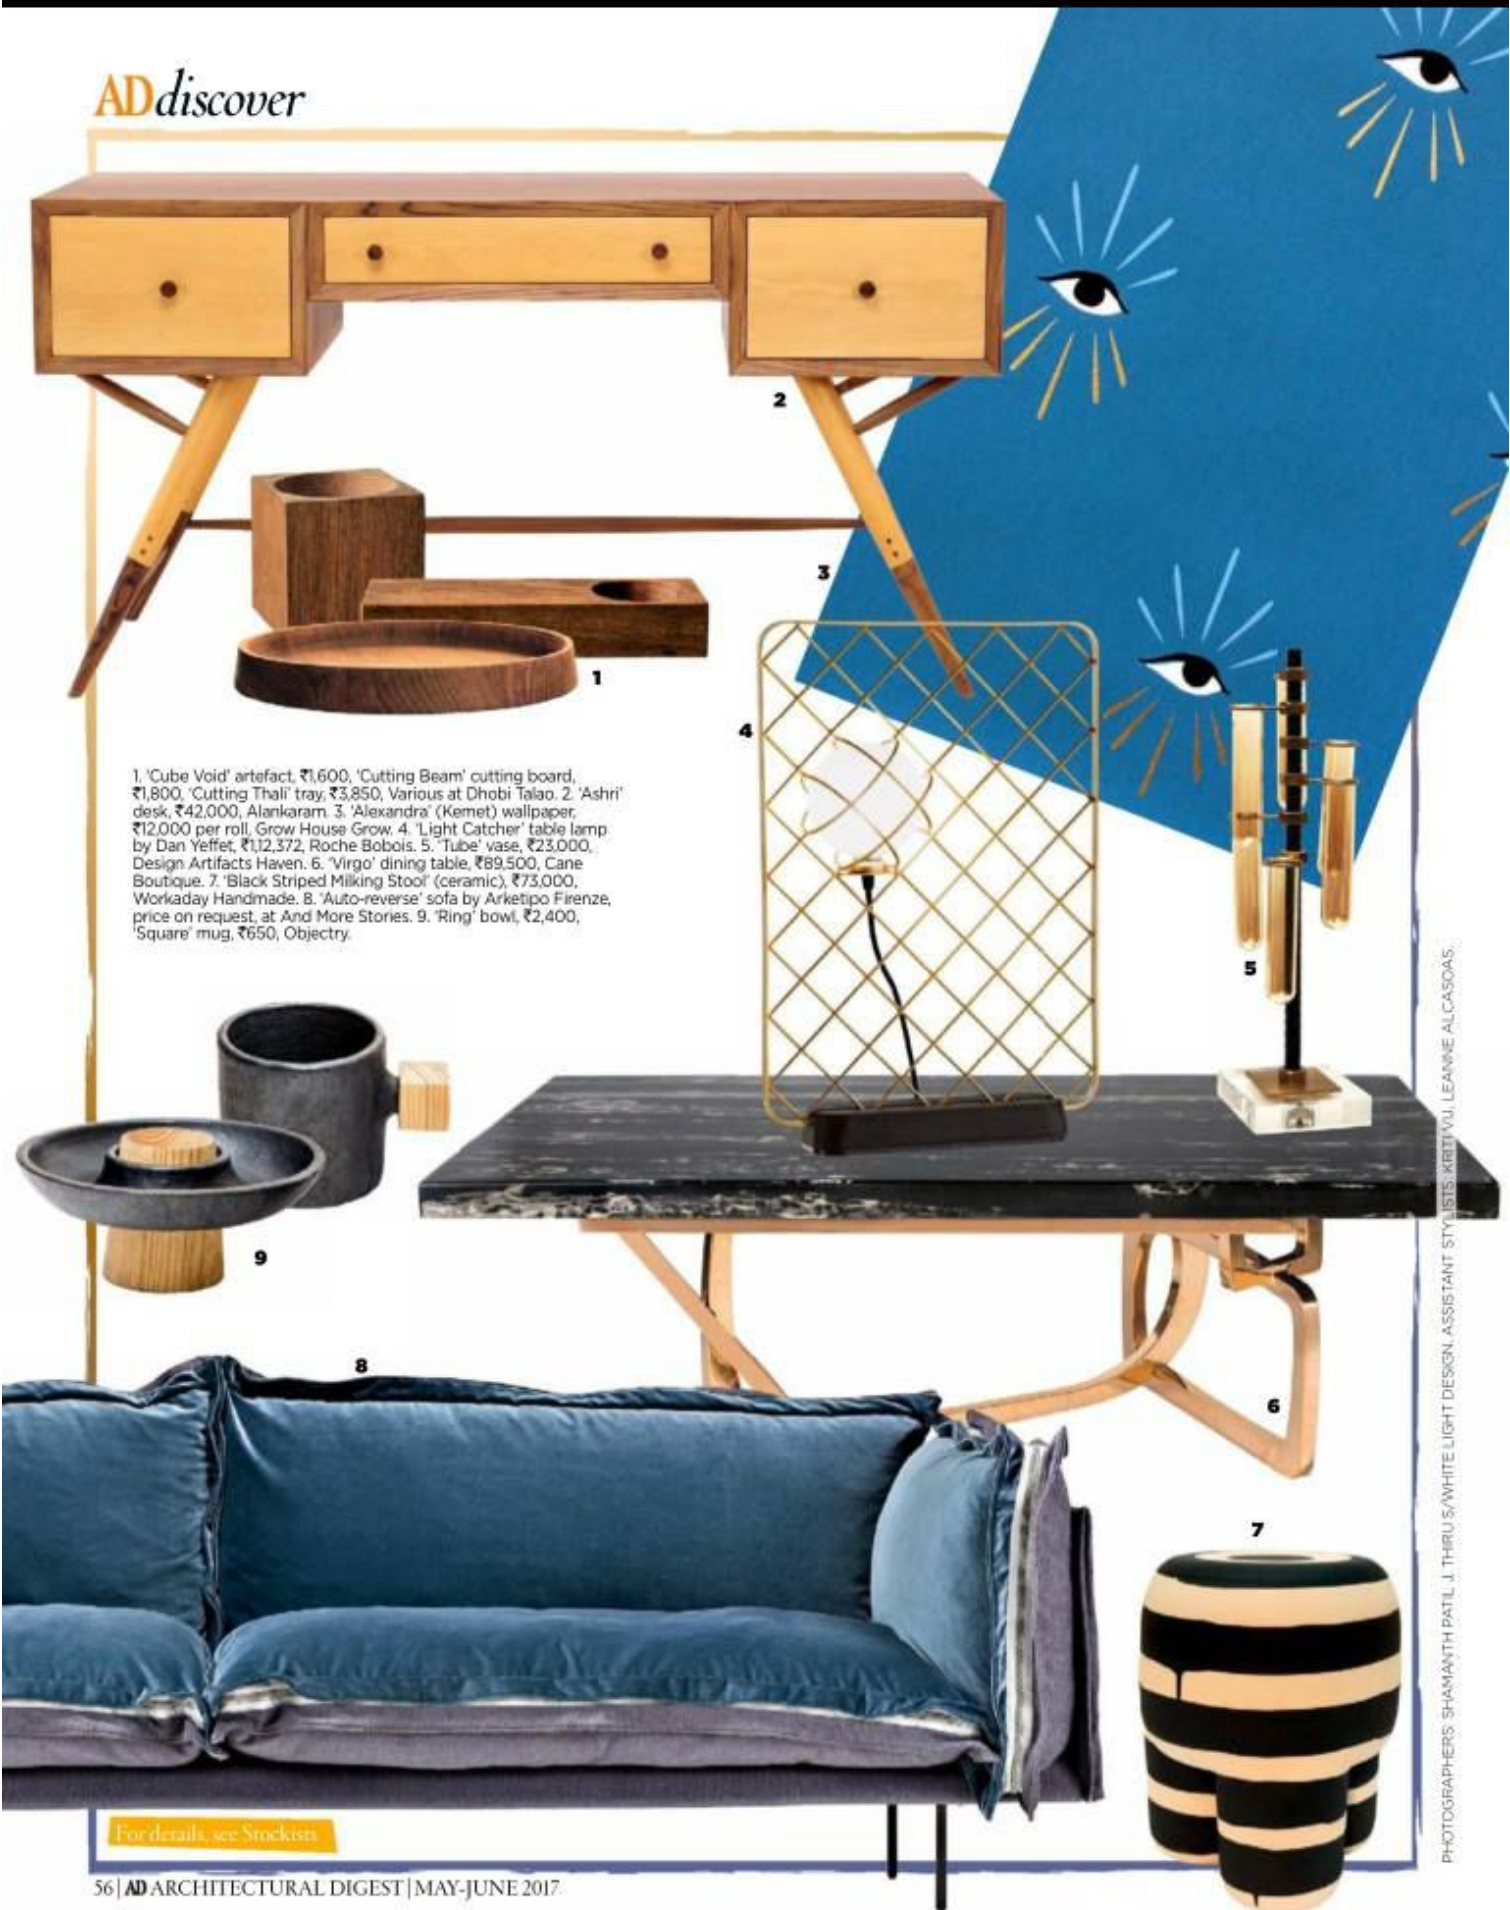 AD discover
2
3
1
4
1. 'Cube Void' artefact, ₹1,600, 'Cutting Beam' cutting board,
₹1,800, 'Cutting Thali' tray, ₹3,850, Various at Dhobi Talao. 2. 'Ashri'
desk, ₹42,000, Alankaram. 3. 'Alexandra' (Kemet) wallpaper,
₹12,000 per roll, Grow House Grow. 4. 'Light Catcher' table lamp
by Dan Yeffet, ₹1,12,372, Roche Bobois. 5. 'Tube' vase, ₹23,000,
Design Artifacts Haven. 6. 'Virgo' dining table, ₹89,500, Cane
Boutique. 7. 'Black Striped Milking Stool' (ceramic), ₹73,000,
Workaday Handmade. 8. 'Auto-reverse' sofa by Arketipo Firenze,
price on request, at And More Stories. 9. 'Ring' bowl, ₹2,400,
'Square' mug, ₹650, Objectry.
5
9
8
6
7
PHOTOGRAPHERS: SHAMANTH PATIL J, THIRU S/WHITE LIGHT DESIGN. ASSISTANT STYLISTS: KRITI VIJ, LEANNE ALCASOAS.
For details, see Stockists
56 | AD ARCHITECTURAL DIGEST | MAY-JUNE 2017